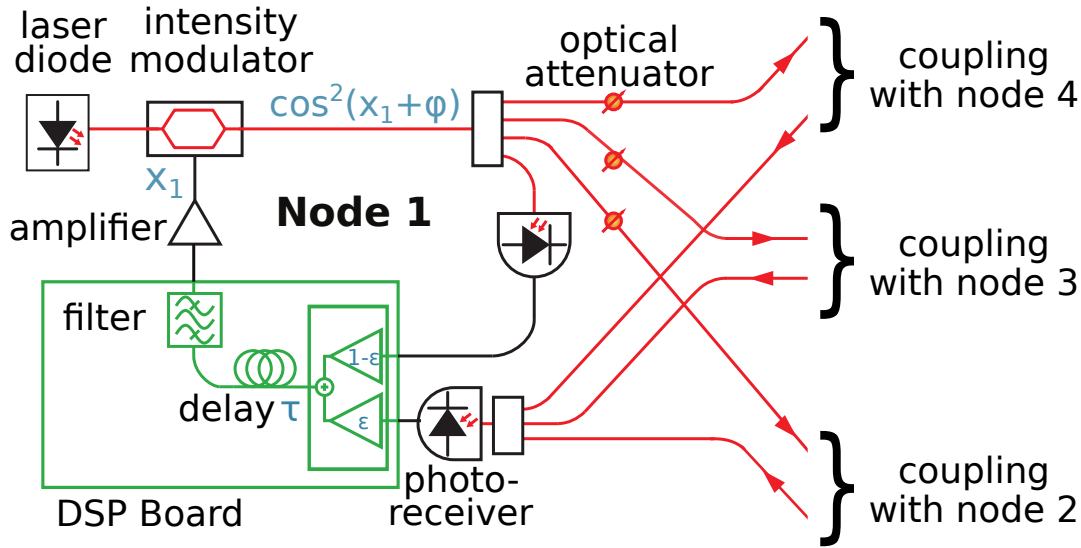 laser
diode
intensity
modulator
cos²(x₁+φ)
optical
attenuator
coupling
with node 4
x₁
Node 1
amplifier
coupling
with node 3
filter
1-ε
delay τ
ε
photo-
receiver
DSP Board
coupling
with node 2